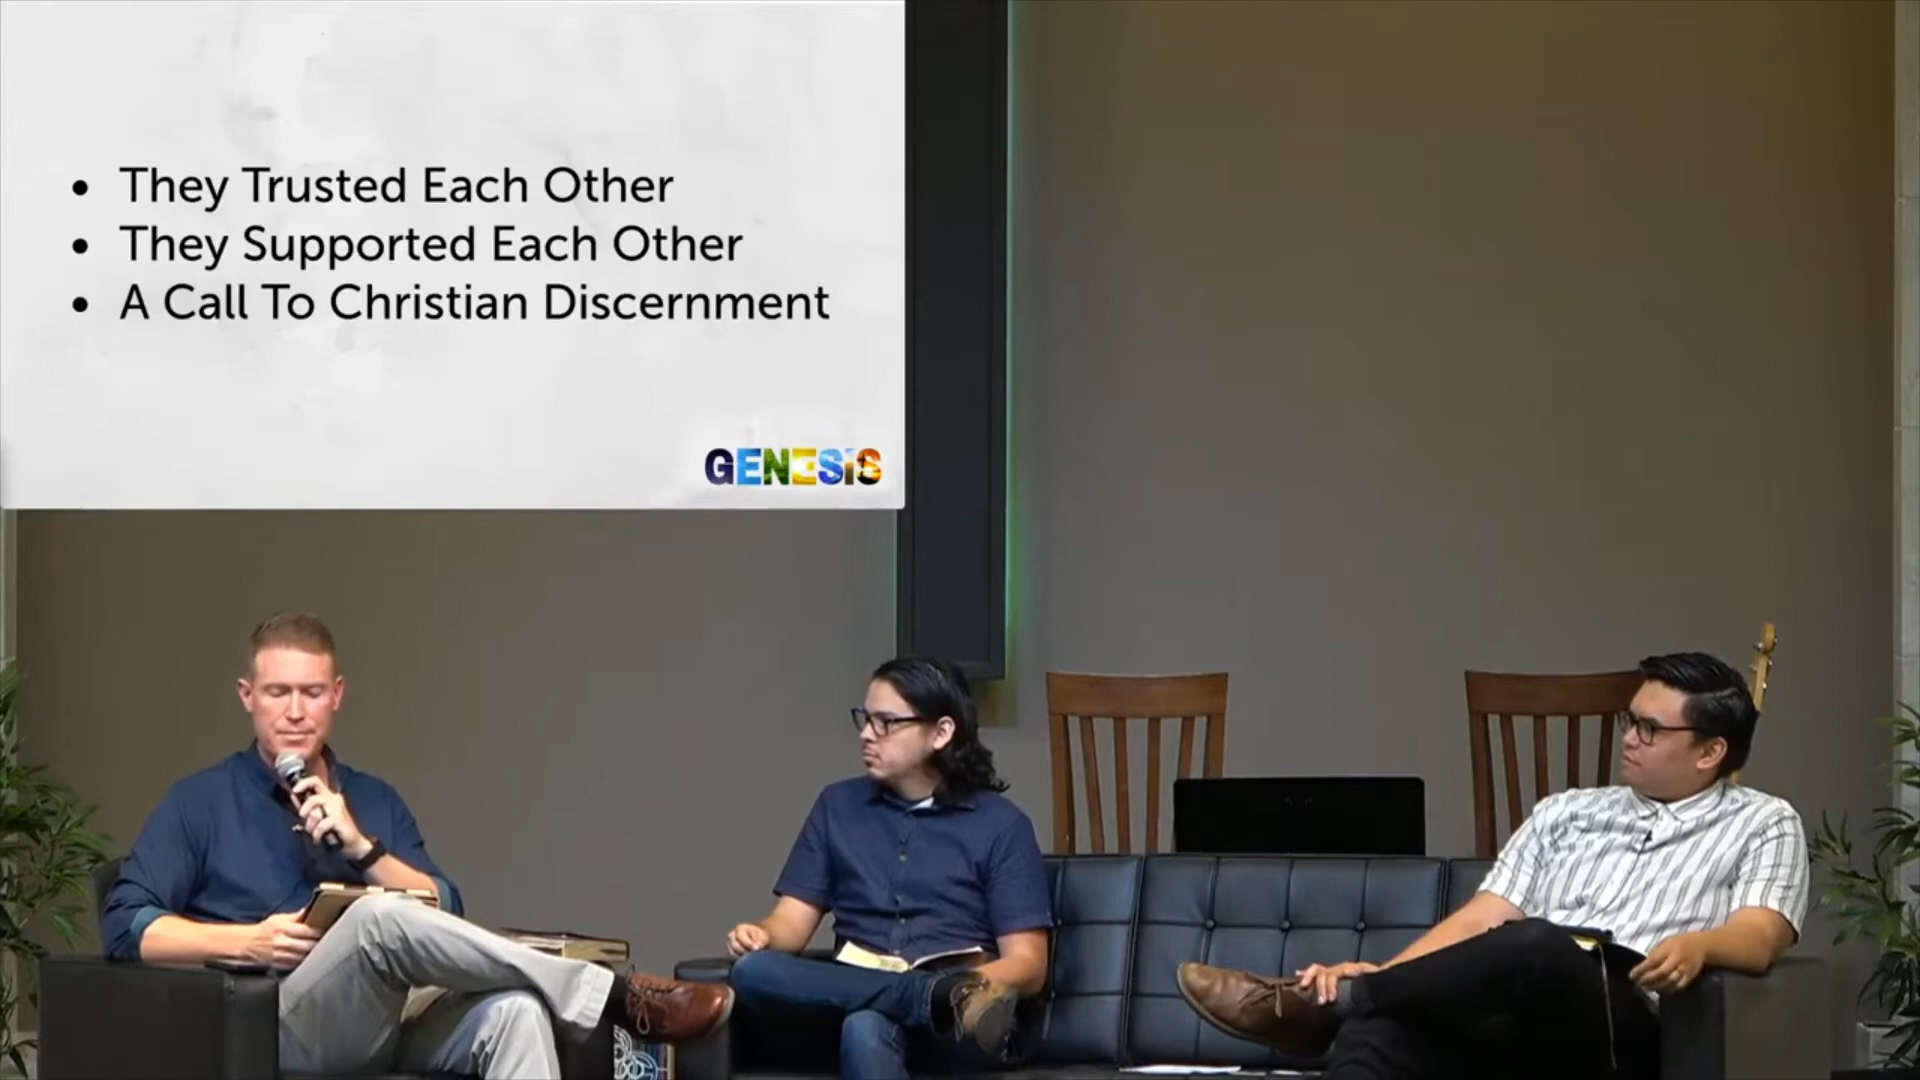 • They Trusted Each Other
• They Supported Each Other
• A Call To Christian Discernment
GENESiS